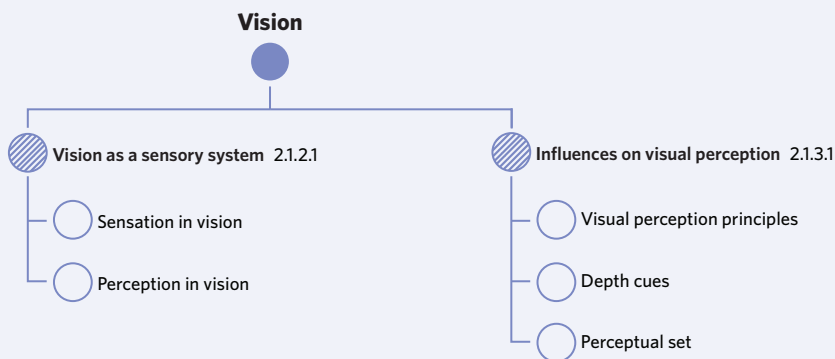 Vision
Vision as a sensory system 2.1.2.1
Sensation in vision
Perception in vision
Influences on visual perception 2.1.3.1
Visual perception principles
Depth cues
Perceptual set